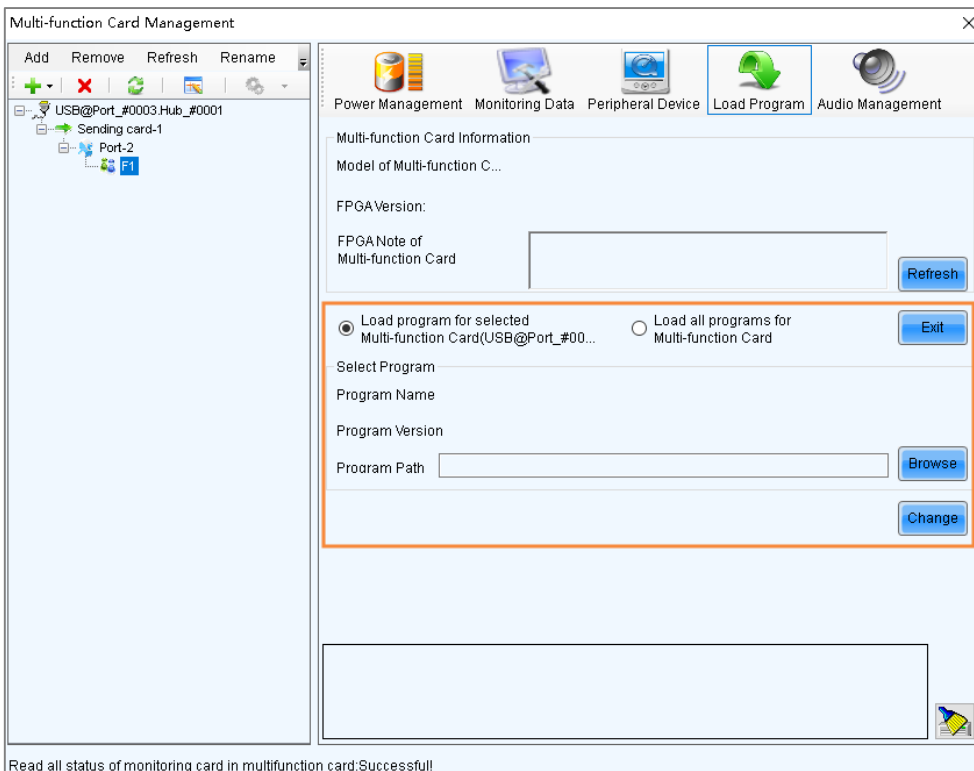 Multi-function Card Management
Add Remove Refresh Rename
USB@Port_#0003.Hub_#0001
Sending card-1
Port-2
F1
Power Management Monitoring Data Peripheral Device Load Program Audio Management
Multi-function Card Information
Model of Multi-function C...
FPGAVersion:
FPGANote of
Multi-function Card
Refresh
Load program for selected
Multi-function Card(USB@Port_#00...
Load all programs for
Multi-function Card
Exit
Select Program
Program Name
Program Version
Program Path
Browse
Change
Read all status of monitoring card in multifunction card:Successful!